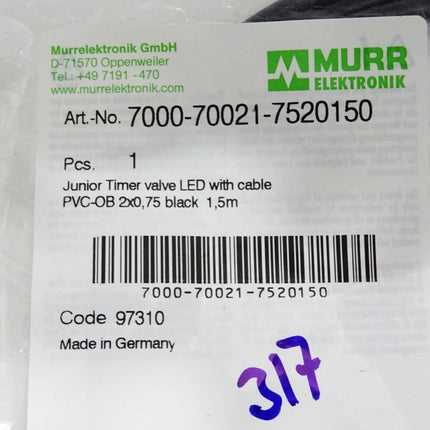 Murrelektronik GmbH
D-71570 Oppenweiler
Tel.: +49 7191 - 470
www.murrelektronik.com
MURR
ELEKTRONIK
Art.-No. 7000-70021-7520150
Pcs. 1
Junior Timer valve LED with cable
PVC-OB 2x0,75 black 1,5m
7000-70021-7520150
Code 97310
Made in Germany
317